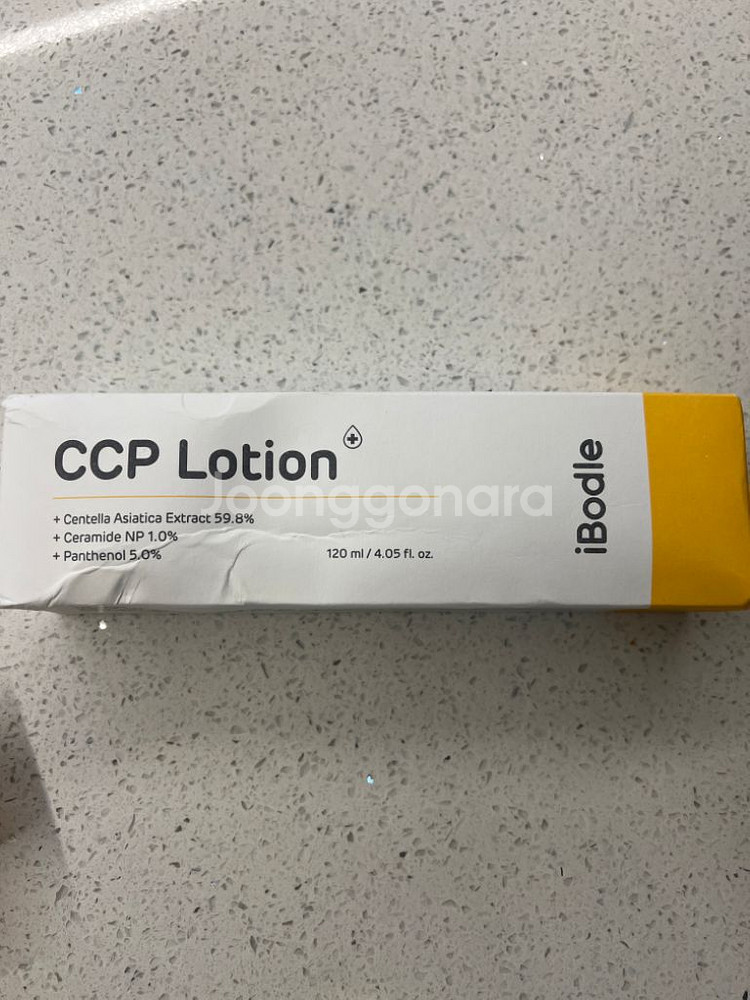 CCP Lotion
+ Centella Asiatica Extract 59.8%
+ Ceramide NP 1.0%
+ Panthenol 5.0%
120 ml / 4.05 fl. oz.
iBodle
Joonggonara